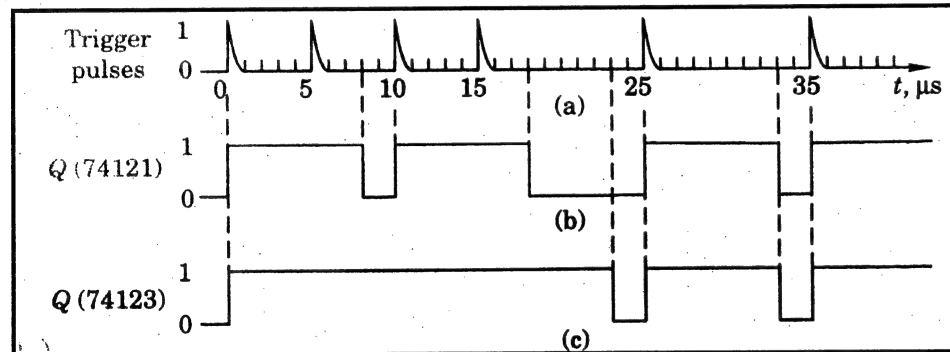 Trigger
pulses
1
0
0 5 10 15 25 35 t, μs
(a)
Q (74121)
1
0
(b)
Q (74123)
1
0
(c)